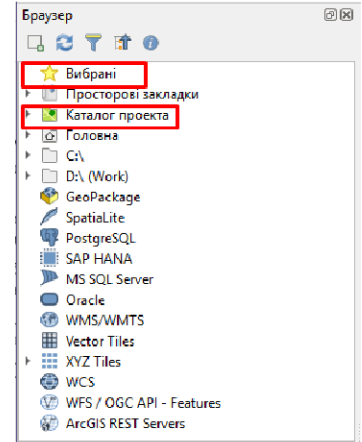 Браузер
Вибрані
Просторові закладки
Каталог проекта
Головна
C:\
D:\ (Work)
GeoPackage
SpatiaLite
PostgreSQL
SAP HANA
MS SQL Server
Oracle
WMS/WMTS
Vector Tiles
XYZ Tiles
WCS
WFS / OGC API - Features
ArcGIS REST Servers